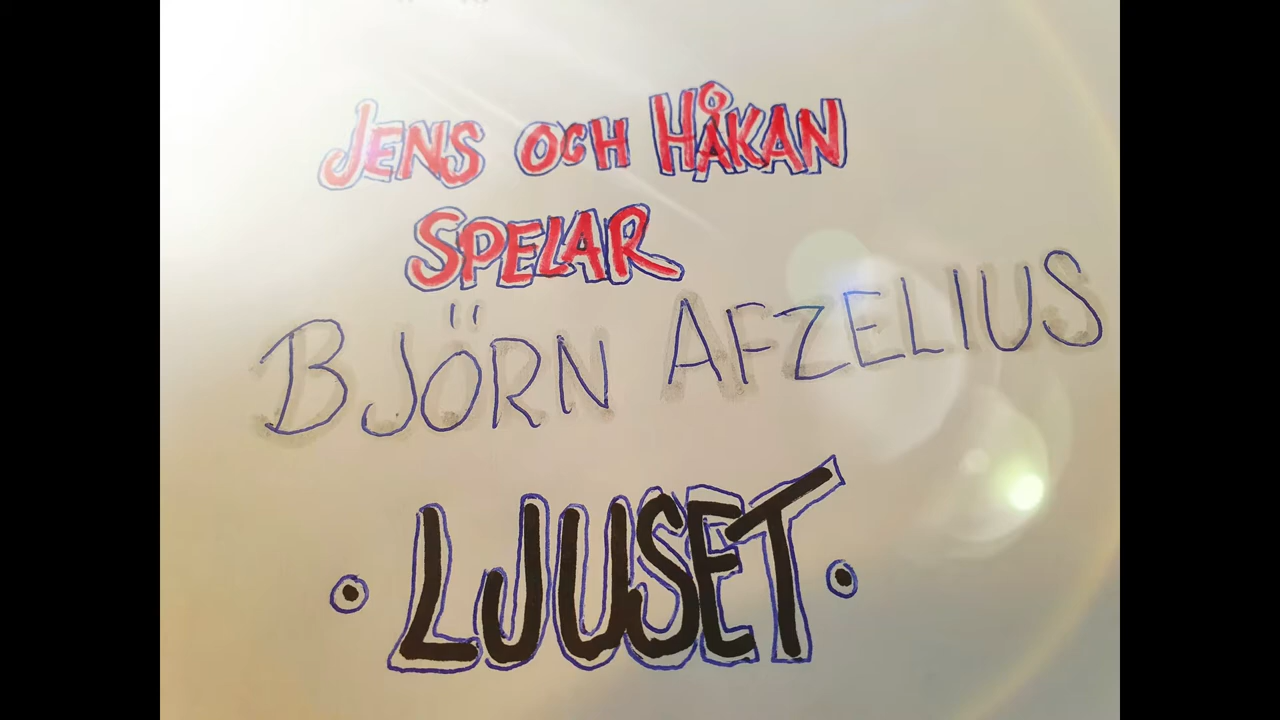 JENS OCH HÅKAN
SPELAR
BJÖRN AFZELIUS
• LJUSET •